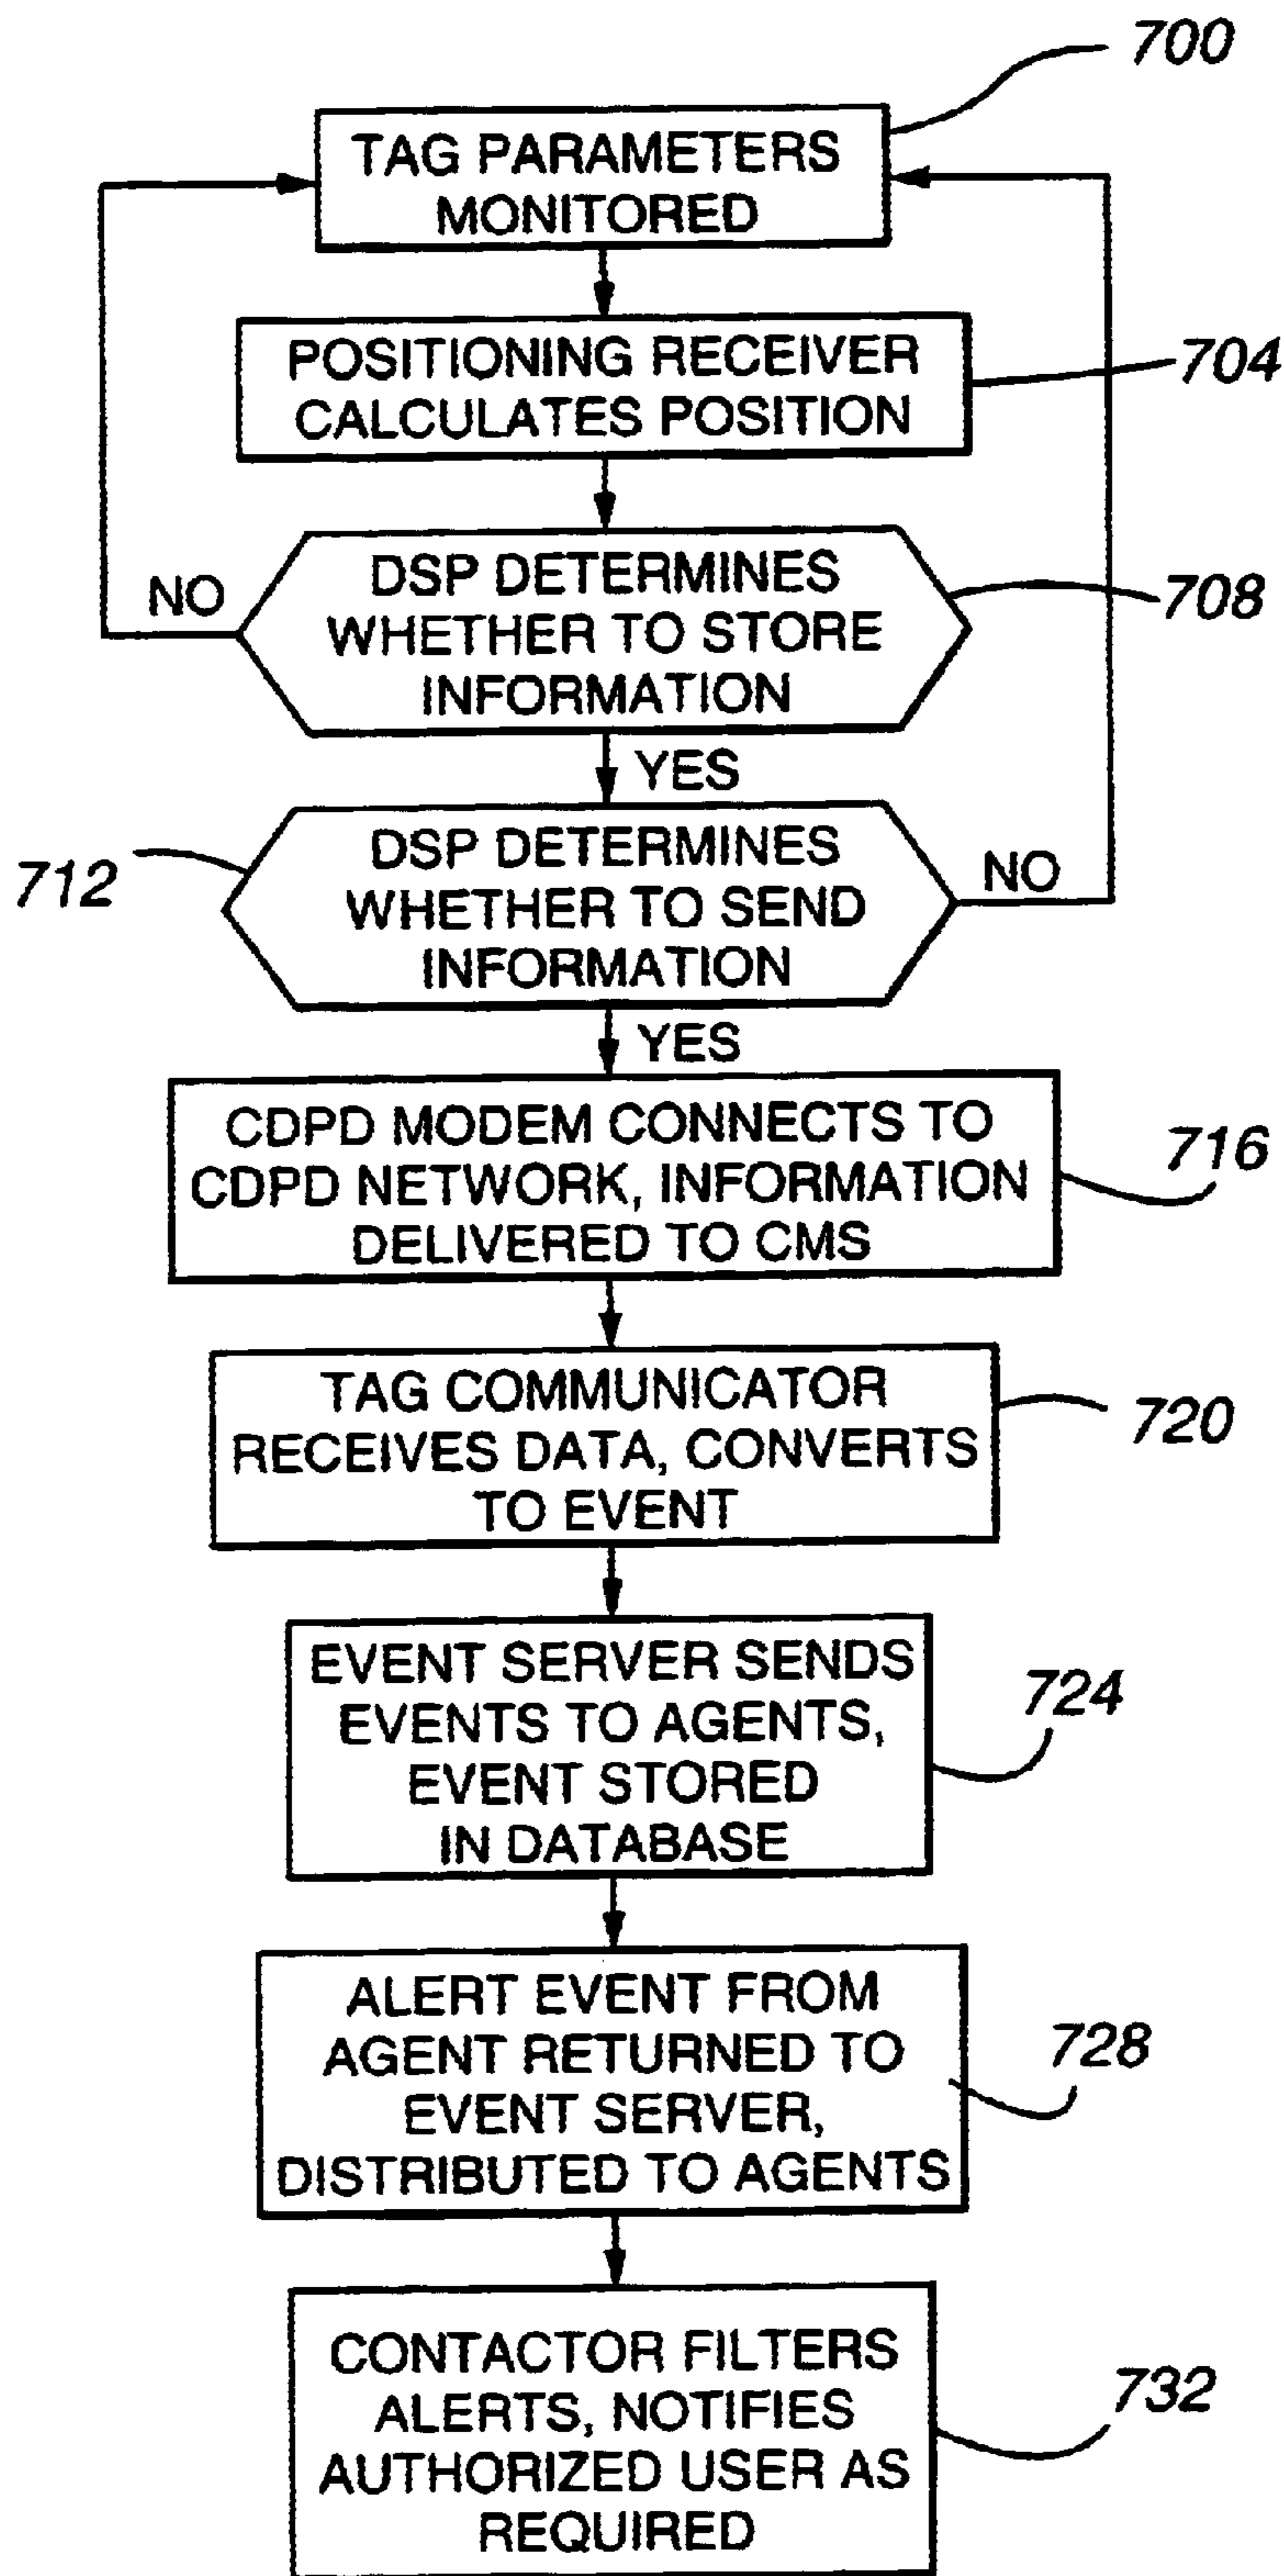 700
TAG PARAMETERS
MONITORED
POSITIONING RECEIVER
CALCULATES POSITION
704
DSP DETERMINES
WHETHER TO STORE
INFORMATION
NO
708
YES
DSP DETERMINES
WHETHER TO SEND
INFORMATION
712
NO
YES
CDPD MODEM CONNECTS TO
CDPD NETWORK, INFORMATION
DELIVERED TO CMS
716
TAG COMMUNICATOR
RECEIVES DATA, CONVERTS
TO EVENT
720
EVENT SERVER SENDS
EVENTS TO AGENTS,
EVENT STORED
IN DATABASE
724
ALERT EVENT FROM
AGENT RETURNED TO
EVENT SERVER,
DISTRIBUTED TO AGENTS
728
CONTACTOR FILTERS
ALERTS, NOTIFIES
AUTHORIZED USER AS
REQUIRED
732